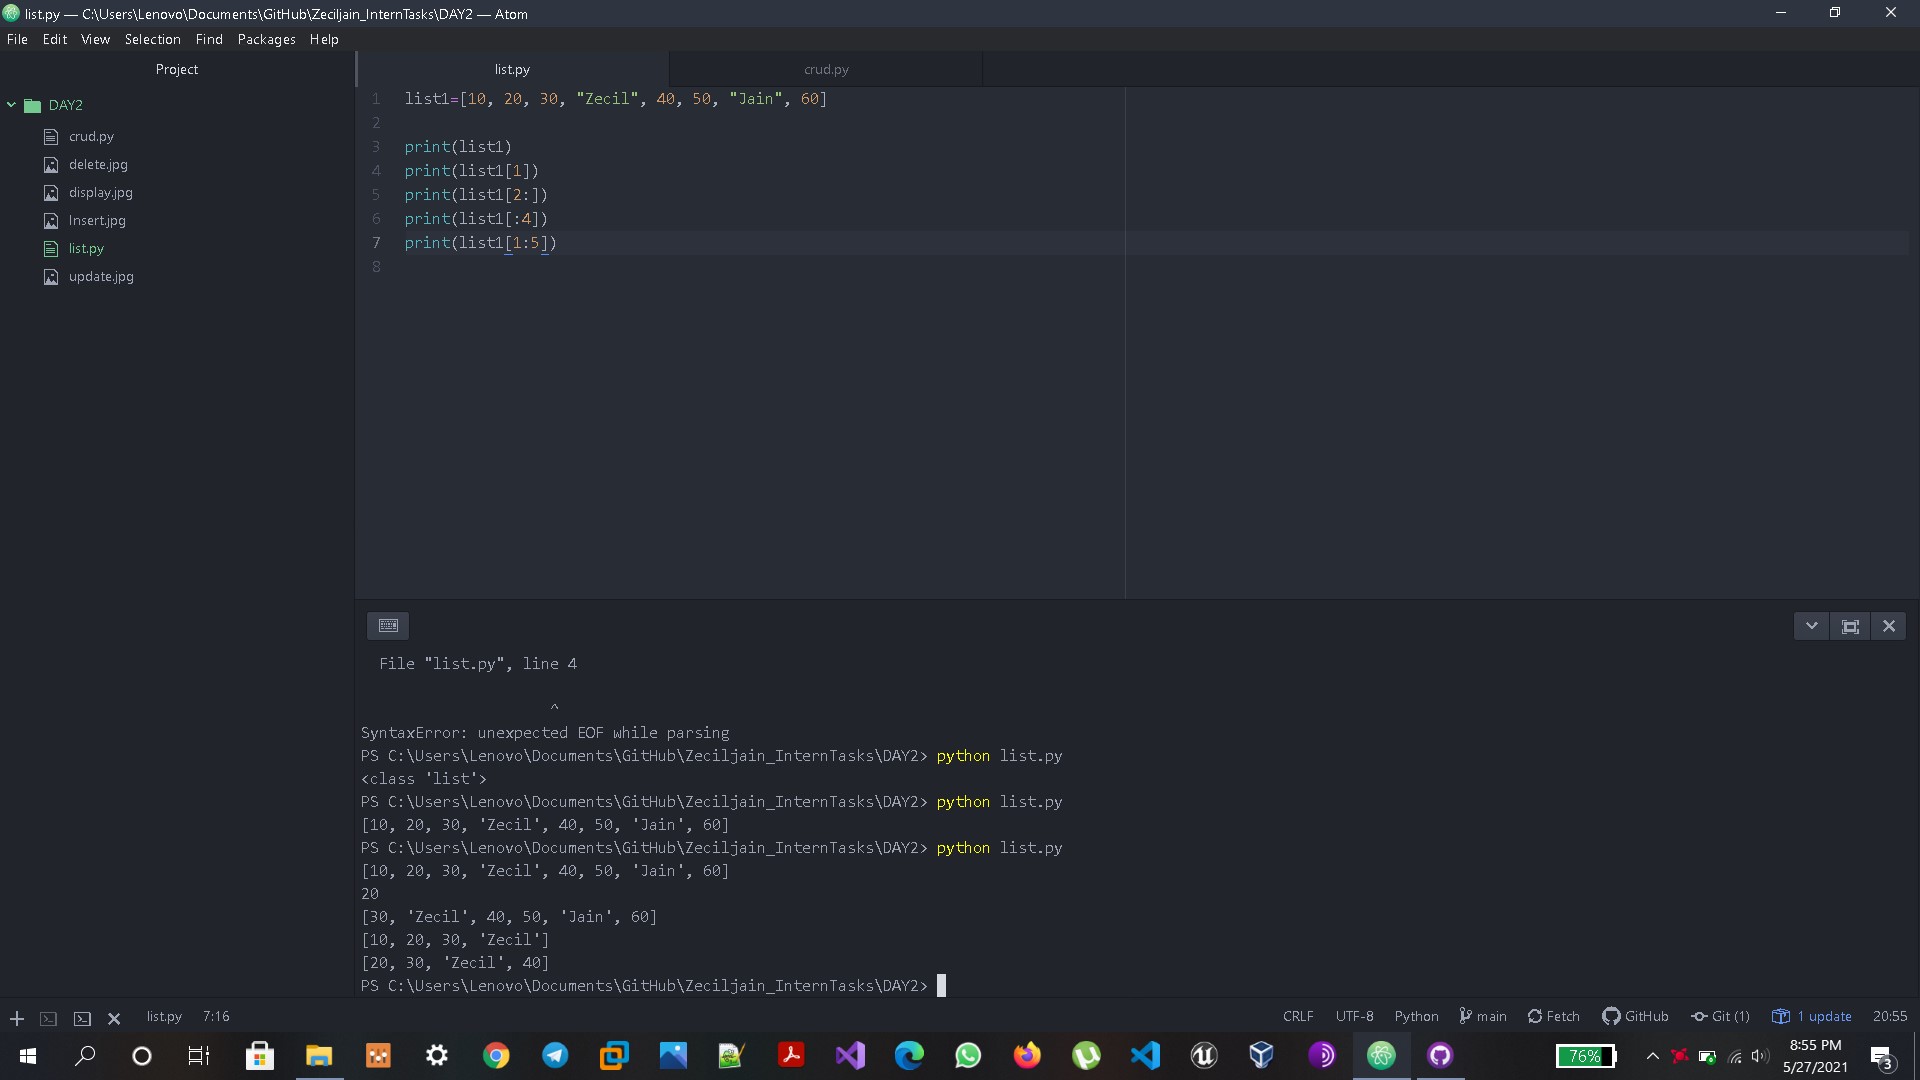 list.py — C:\Users\Lenovo\Documents\GitHub\Zeciljain_InternTasks\DAY2 — Atom
File Edit View Selection Find Packages Help
Project
list.py
crud.py
DAY2
crud.py
delete.jpg
display.jpg
Insert.jpg
list.py
update.jpg
1 list1=[10, 20, 30, "Zecil", 40, 50, "Jain", 60]
2
3 print(list1)
4 print(list1[1])
5 print(list1[2:])
6 print(list1[:4])
7 print(list1[1:5])
8
File "list.py", line 4
^
SyntaxError: unexpected EOF while parsing
PS C:\Users\Lenovo\Documents\GitHub\Zeciljain_InternTasks\DAY2> python list.py
<class 'list'>
PS C:\Users\Lenovo\Documents\GitHub\Zeciljain_InternTasks\DAY2> python list.py
[10, 20, 30, 'Zecil', 40, 50, 'Jain', 60]
PS C:\Users\Lenovo\Documents\GitHub\Zeciljain_InternTasks\DAY2> python list.py
[10, 20, 30, 'Zecil', 40, 50, 'Jain', 60]
20
[30, 'Zecil', 40, 50, 'Jain', 60]
[10, 20, 30, 'Zecil']
[20, 30, 'Zecil', 40]
PS C:\Users\Lenovo\Documents\GitHub\Zeciljain_InternTasks\DAY2>
list.py 7:16 CRLF UTF-8 Python main Fetch GitHub Git (1) 1 update 20:55
76%
8:55 PM
5/27/2021
3